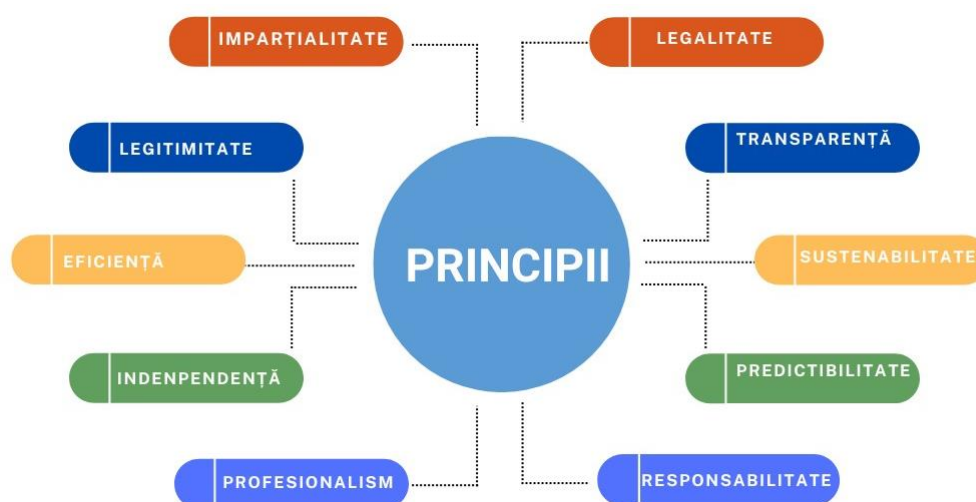 IMPARȚIALITATE
LEGALITATE
LEGITIMITATE
TRANSPARENȚĂ
EFICIENȚĂ
PRINCIPII
SUSTENABILITATE
INDENPENDENȚĂ
PREDICTIBILITATE
PROFESIONALISM
RESPONSABILITATE